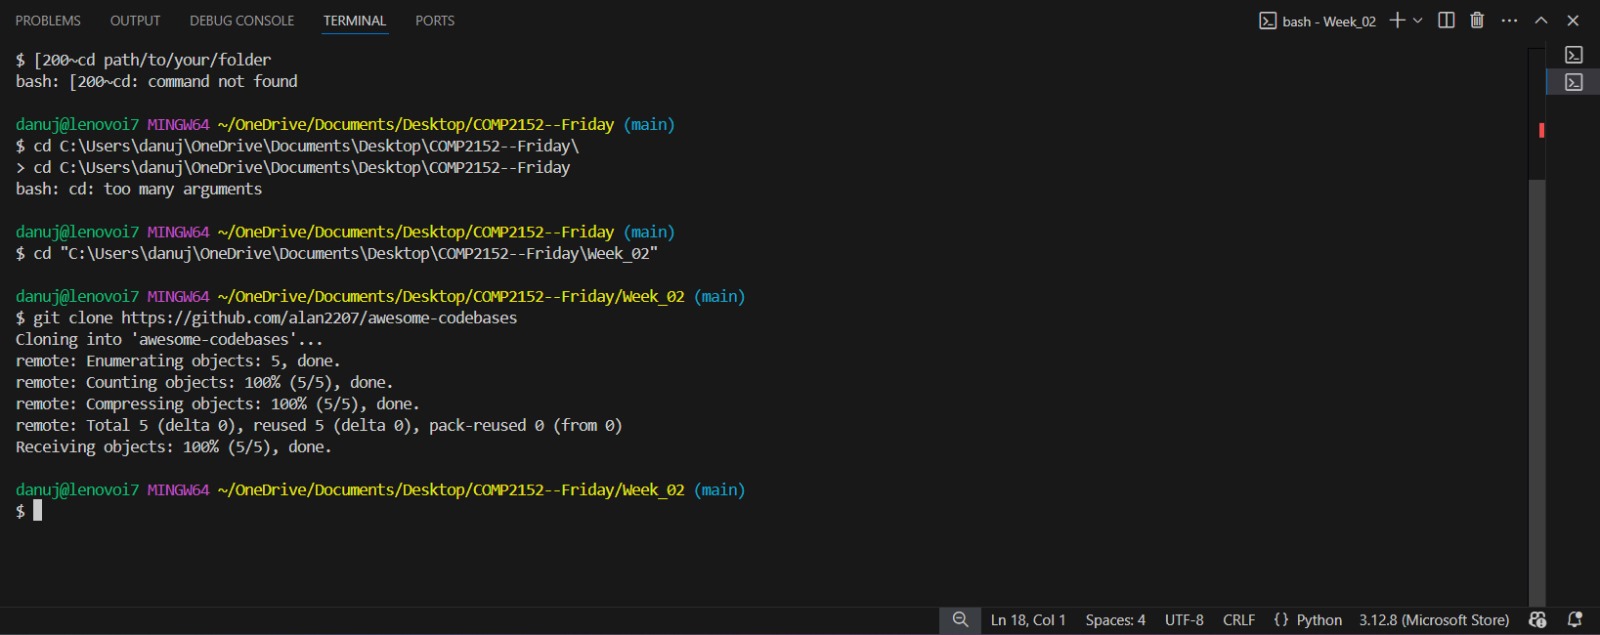 PROBLEMS OUTPUT DEBUG CONSOLE TERMINAL PORTS bash - Week_02
$ [200~cd path/to/your/folder
bash: [200~cd: command not found
danuj@lenovoi7 MINGW64 ~/OneDrive/Documents/Desktop/COMP2152--Friday (main)
$ cd C:\Users\danuj\OneDrive\Documents\Desktop\COMP2152--Friday\
> cd C:\Users\danuj\OneDrive\Documents\Desktop\COMP2152--Friday
bash: cd: too many arguments
danuj@lenovoi7 MINGW64 ~/OneDrive/Documents/Desktop/COMP2152--Friday (main)
$ cd "C:\Users\danuj\OneDrive\Documents\Desktop\COMP2152--Friday\Week_02"
danuj@lenovoi7 MINGW64 ~/OneDrive/Documents/Desktop/COMP2152--Friday/Week_02 (main)
$ git clone https://github.com/alan2207/awesome-codebases
Cloning into 'awesome-codebases'...
remote: Enumerating objects: 5, done.
remote: Counting objects: 100% (5/5), done.
remote: Compressing objects: 100% (5/5), done.
remote: Total 5 (delta 0), reused 5 (delta 0), pack-reused 0 (from 0)
Receiving objects: 100% (5/5), done.
danuj@lenovoi7 MINGW64 ~/OneDrive/Documents/Desktop/COMP2152--Friday/Week_02 (main)
$
Ln 18, Col 1 Spaces: 4 UTF-8 CRLF {} Python 3.12.8 (Microsoft Store)